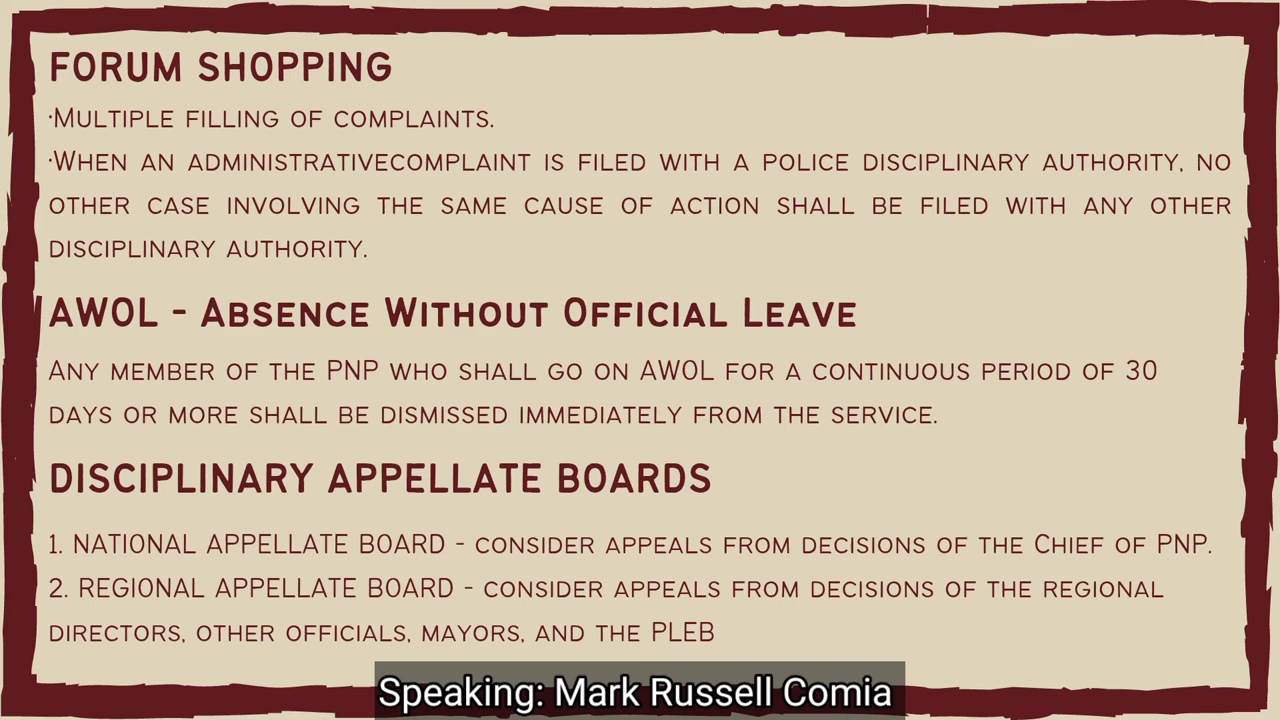 FORUM SHOPPING
·Multiple filling of complaints.
·When an administrativecomplaint is filed with a police disciplinary authority, no
other case involving the same cause of action shall be filed with any other
disciplinary authority.
AWOL - Absence Without Official Leave
Any member of the PNP who shall go on AWOL for a continuous period of 30
days or more shall be dismissed immediately from the service.
DISCIPLINARY APPELLATE BOARDS
1. NATIONAL APPELLATE BOARD - consider appeals from decisions of the Chief of PNP.
2. REGIONAL APPELLATE BOARD - consider appeals from decisions of the regional
directors, other officials, mayors, and the PLEB
Speaking: Mark Russell Comia